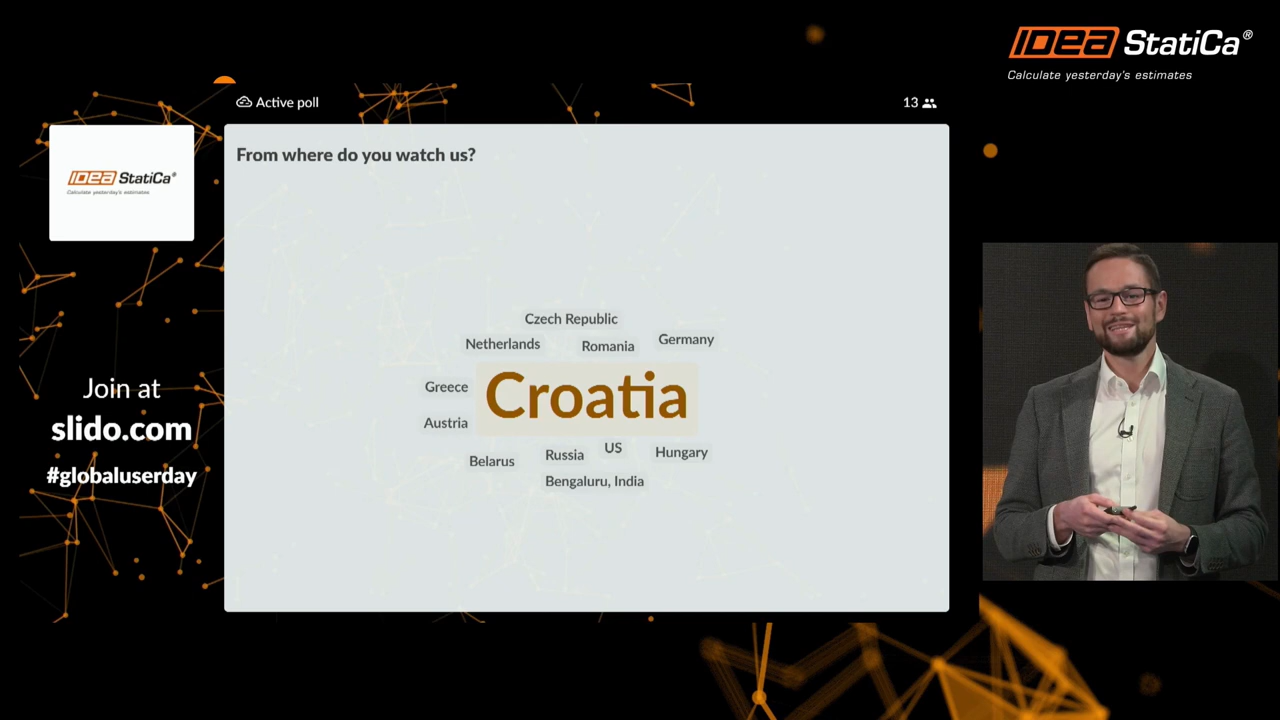 IDEA StatiCa®
Calculate yesterday's estimates
Active poll
13
IDEA StatiCa®
Calculate yesterday's estimates
From where do you watch us?
Czech Republic
Netherlands
Romania
Germany
Greece
Croatia
Austria
Belarus
Russia
US
Hungary
Bengaluru, India
Join at
slido.com
#globaluserday